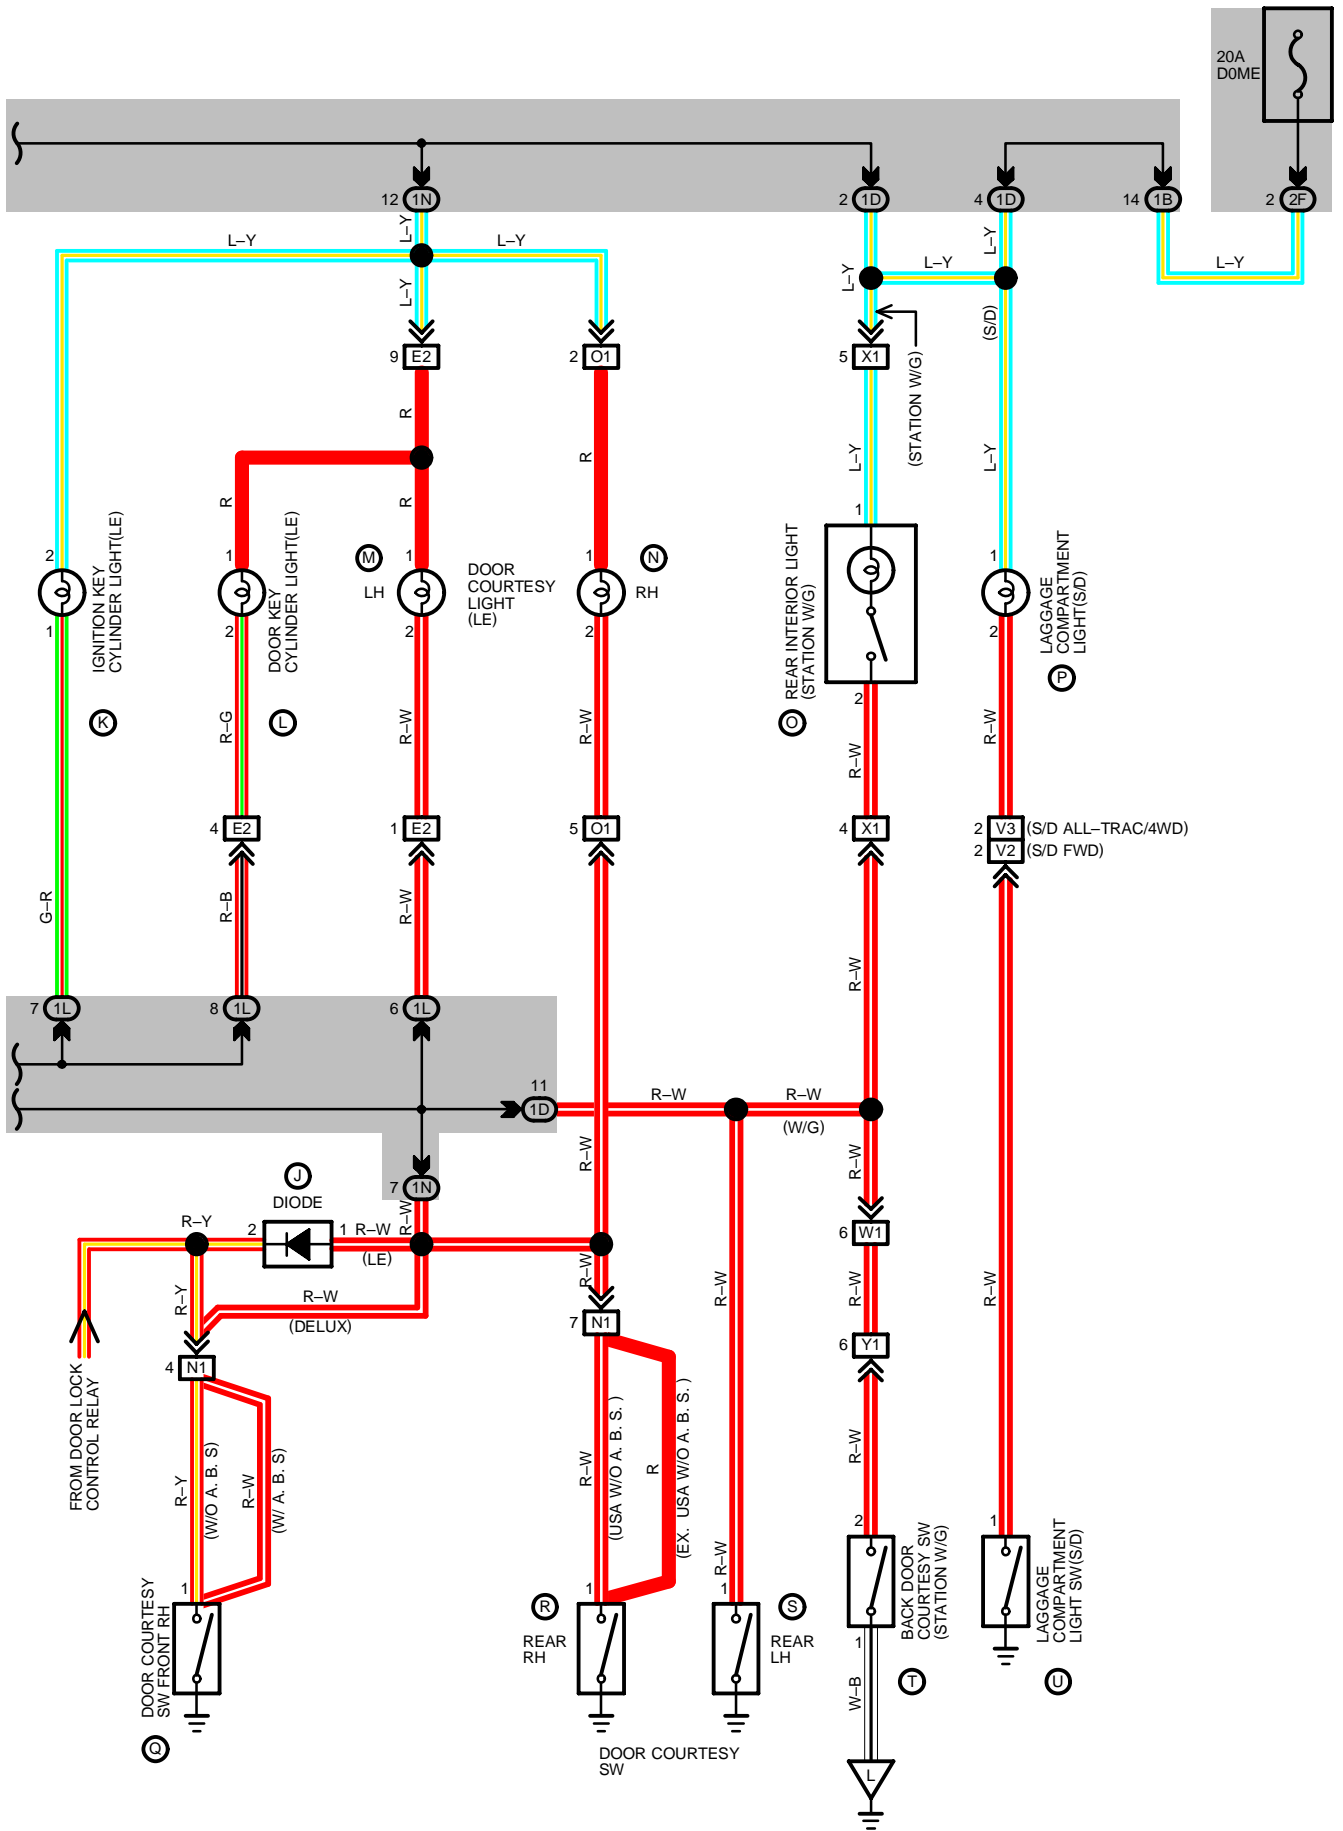 20A
D0ME
12 1N
2 1D
4 1D
14 1B
2 2F
L–Y
L–Y
L–Y
L–Y
L–Y
L–Y
L–Y
L–Y
(S/D)
(STATION W/G)
9 E2
2 O1
5 X1
R
R
R
R
L–Y
L–Y
2
1
1
1
1
1
K
IGNITION KEY
CYLINDER LIGHT(LE)
L
DOOR KEY
CYLINDER LIGHT(LE)
M
LH
DOOR
COURTESY
LIGHT
(LE)
N
RH
O
REAR INTERIOR LIGHT
(STATION W/G)
P
LAGGAGE
COMPARTMENT
LIGHT(S/D)
1
2
2
2
2
2
R–G
R–W
R–W
R–W
R–W
4 E2
1 E2
5 O1
4 X1
2 V3 (S/D ALL–TRAC/4WD)
2 V2 (S/D FWD)
G–R
R–B
R–W
R–W
7 1L
8 1L
6 1L
11
1D
R–W
R–W
(W/G)
R–W
R–W
7 1N
J
DIODE
R–Y
2
1
R–W
(LE)
R–W
R–W
6 W1
R–Y
R–W
(DELUX)
R–W
R–W
R–W
7 N1
6 Y1
4 N1
FROM DOOR LOCK
CONTROL RELAY
R–Y
(W/O A. B. S)
R–W
(W/ A. B. S)
R–W
(USA W/O A. B. S. )
R
(EX. USA W/O A. B. S. )
R–W
R–W
1
1
1
2
1
Q
DOOR COURTESY
SW FRONT RH
R
REAR
RH
S
REAR
LH
DOOR COURTESY
SW
T
BACK DOOR
COURTESY SW
(STATION W/G)
1
W–B
L
U
LAGGAGE
COMPARTMENT
LIGHT SW(S/D)